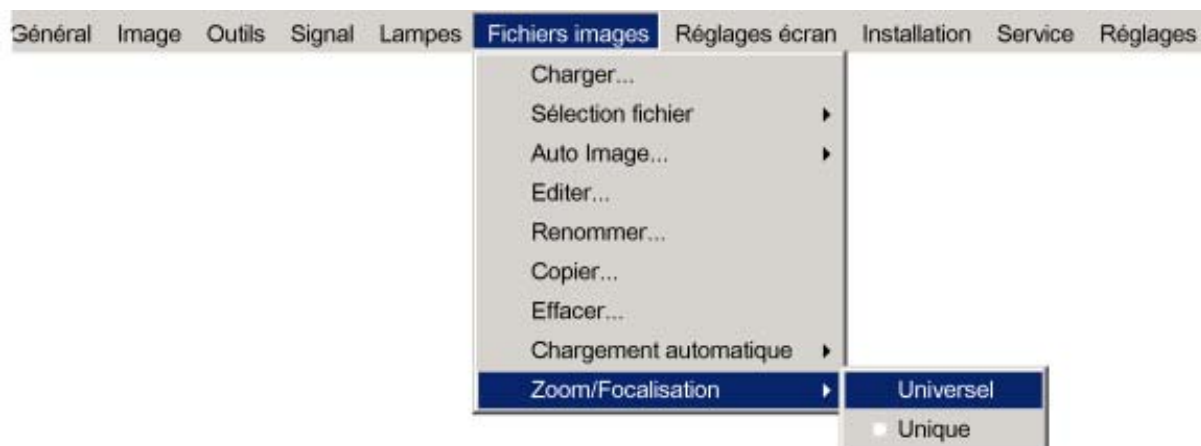 Général Image Outils Signal Lampes Fichiers images Réglages écran Installation Service Réglages
Charger...
Sélection fichier
Auto Image...
Editer...
Renommer...
Copier...
Effacer...
Chargement automatique
Zoom/Focalisation
Universel
Unique